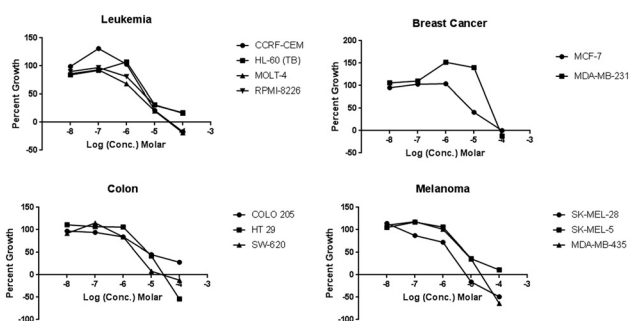 Leukemia
150
100
50
0
-50
Percent Growth
-8 -7 -6 -5 -4 -3
Log (Conc.) Molar
CCRF-CEM
HL-60 (TB)
MOLT-4
RPMI-8226
Breast Cancer
200
150
100
50
0
-50
Percent Growth
-8 -7 -6 -5 -4 -3
Log (Conc.) Molar
MCF-7
MDA-MB-231
Colon
150
100
50
0
-50
-100
Percent Growth
-8 -7 -6 -5 -4 -3
Log (Conc.) Molar
COLO 205
HT 29
SW-620
Melanoma
150
100
50
0
-50
-100
Percent Growth
-8 -7 -6 -5 -4 -3
Log (Conc.) Molar
SK-MEL-28
SK-MEL-5
MDA-MB-435